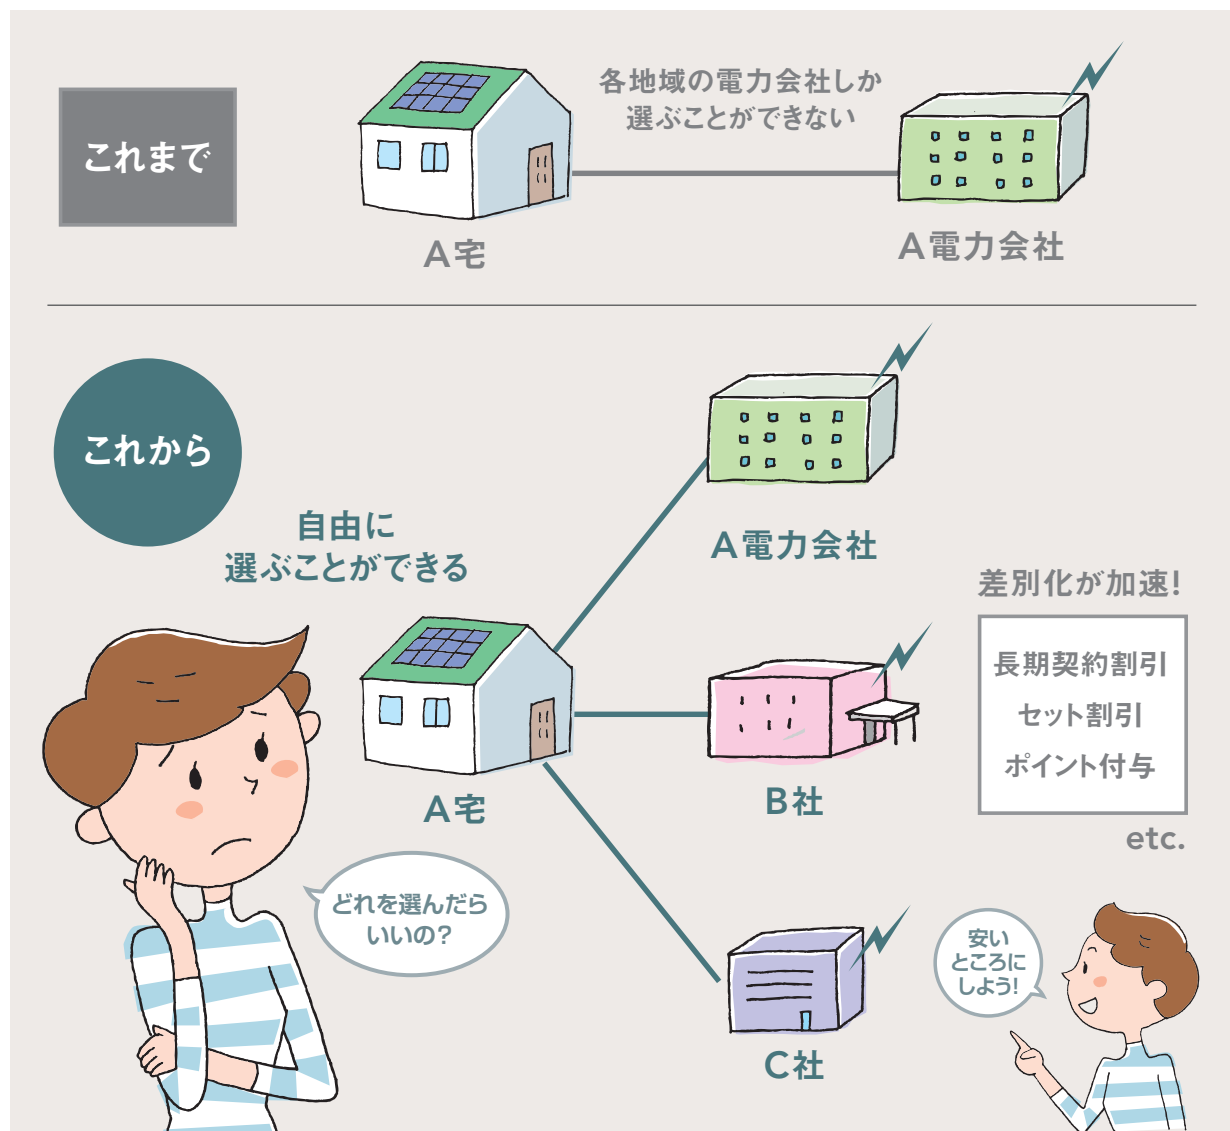 これまで
各地域の電力会社しか
選ぶことができない
A宅
A電力会社
これから
自由に
選ぶことができる
A電力会社
差別化が加速!
長期契約割引
セット割引
ポイント付与
etc.
A宅
B社
どれを選んだら
いいの?
C社
安い
ところに
しよう!